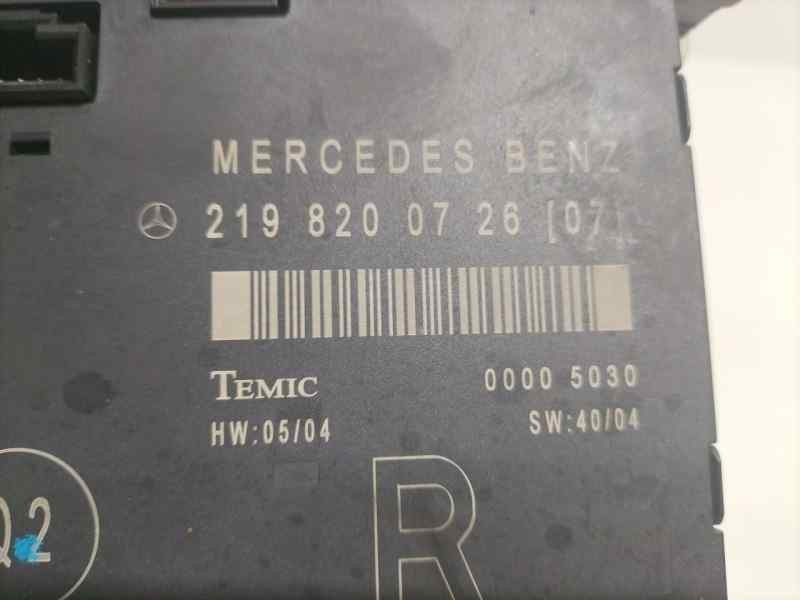 MERCEDES BENZ
219 820 07 26 [07]
TEMIC 0000 5030
HW:05/04 SW:40/04
Q2
R